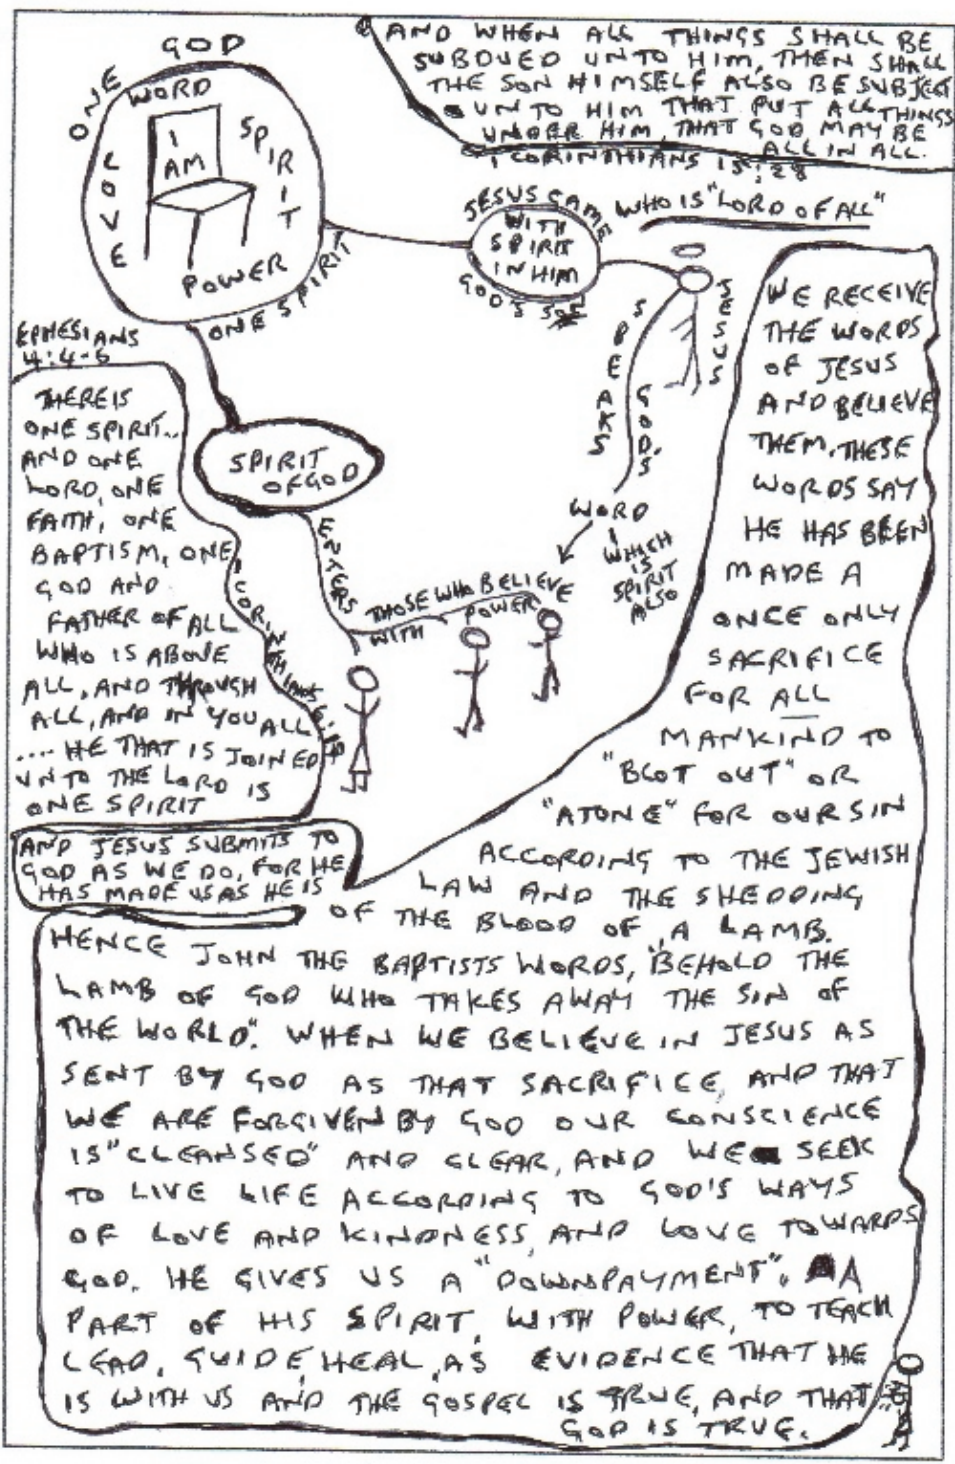 GOD
ONE
WORD
I
AM
SPIRIT
LOVE
POWER
ONE SPIRIT
AND WHEN ALL THINGS SHALL BE
SUBDUED UNTO HIM, THEN SHALL
THE SON HIMSELF ALSO BE SUBJECT
UNTO HIM THAT PUT ALL THINGS
UNDER HIM, THAT GOD MAY BE
ALL IN ALL.
1 CORINTHIANS 15:28
WHO IS "LORD OF ALL"
JESUS CAME
WITH
SPIRIT
IN HIM
GOD'S
JESUS
SPEAKS
GOD'S
WORD
WHICH
IS
SPIRIT
ALSO
EPHESIANS
4:4-6
THERE IS
ONE SPIRIT...
AND ONE
LORD, ONE
FAITH, ONE
BAPTISM, ONE
GOD AND
FATHER OF ALL
WHO IS ABOVE
ALL, AND THROUGH
ALL, AND IN YOU ALL
.... HE THAT IS JOINED
UNTO THE LORD IS
ONE SPIRIT
1 CORINTHIANS 6:17
SPIRIT
OF GOD
ENTERS
THOSE WHO BELIEVE
WITH POWER
AND JESUS SUBMITS TO
GOD AS WE DO, FOR HE
HAS MADE US AS HE IS
WE RECEIVE
THE WORDS
OF JESUS
AND BELIEVE
THEM. THESE
WORDS SAY
HE HAS BEEN
MADE A
ONCE ONLY
SACRIFICE
FOR ALL
MANKIND TO
"BLOT OUT" OR
"ATONE" FOR OUR SIN
ACCORDING TO THE JEWISH
LAW AND THE SHEDDING
OF THE BLOOD OF A LAMB.
HENCE JOHN THE BAPTISTS WORDS, "BEHOLD THE
LAMB OF GOD WHO TAKES AWAY THE SIN OF
THE WORLD". WHEN WE BELIEVE IN JESUS AS
SENT BY GOD AS THAT SACRIFICE, AND THAT
WE ARE FORGIVEN BY GOD OUR CONSCIENCE
IS "CLEANSED" AND CLEAR, AND WE SEEK
TO LIVE LIFE ACCORDING TO GOD'S WAYS
OF LOVE AND KINDNESS, AND LOVE TOWARDS
GOD. HE GIVES US A "DOWNPAYMENT". A
PART OF HIS SPIRIT, WITH POWER, TO TEACH
LEAD, GUIDE, HEAL, AS EVIDENCE THAT HE
IS WITH US AND THE GOSPEL IS TRUE, AND THAT
GOD IS TRUE.